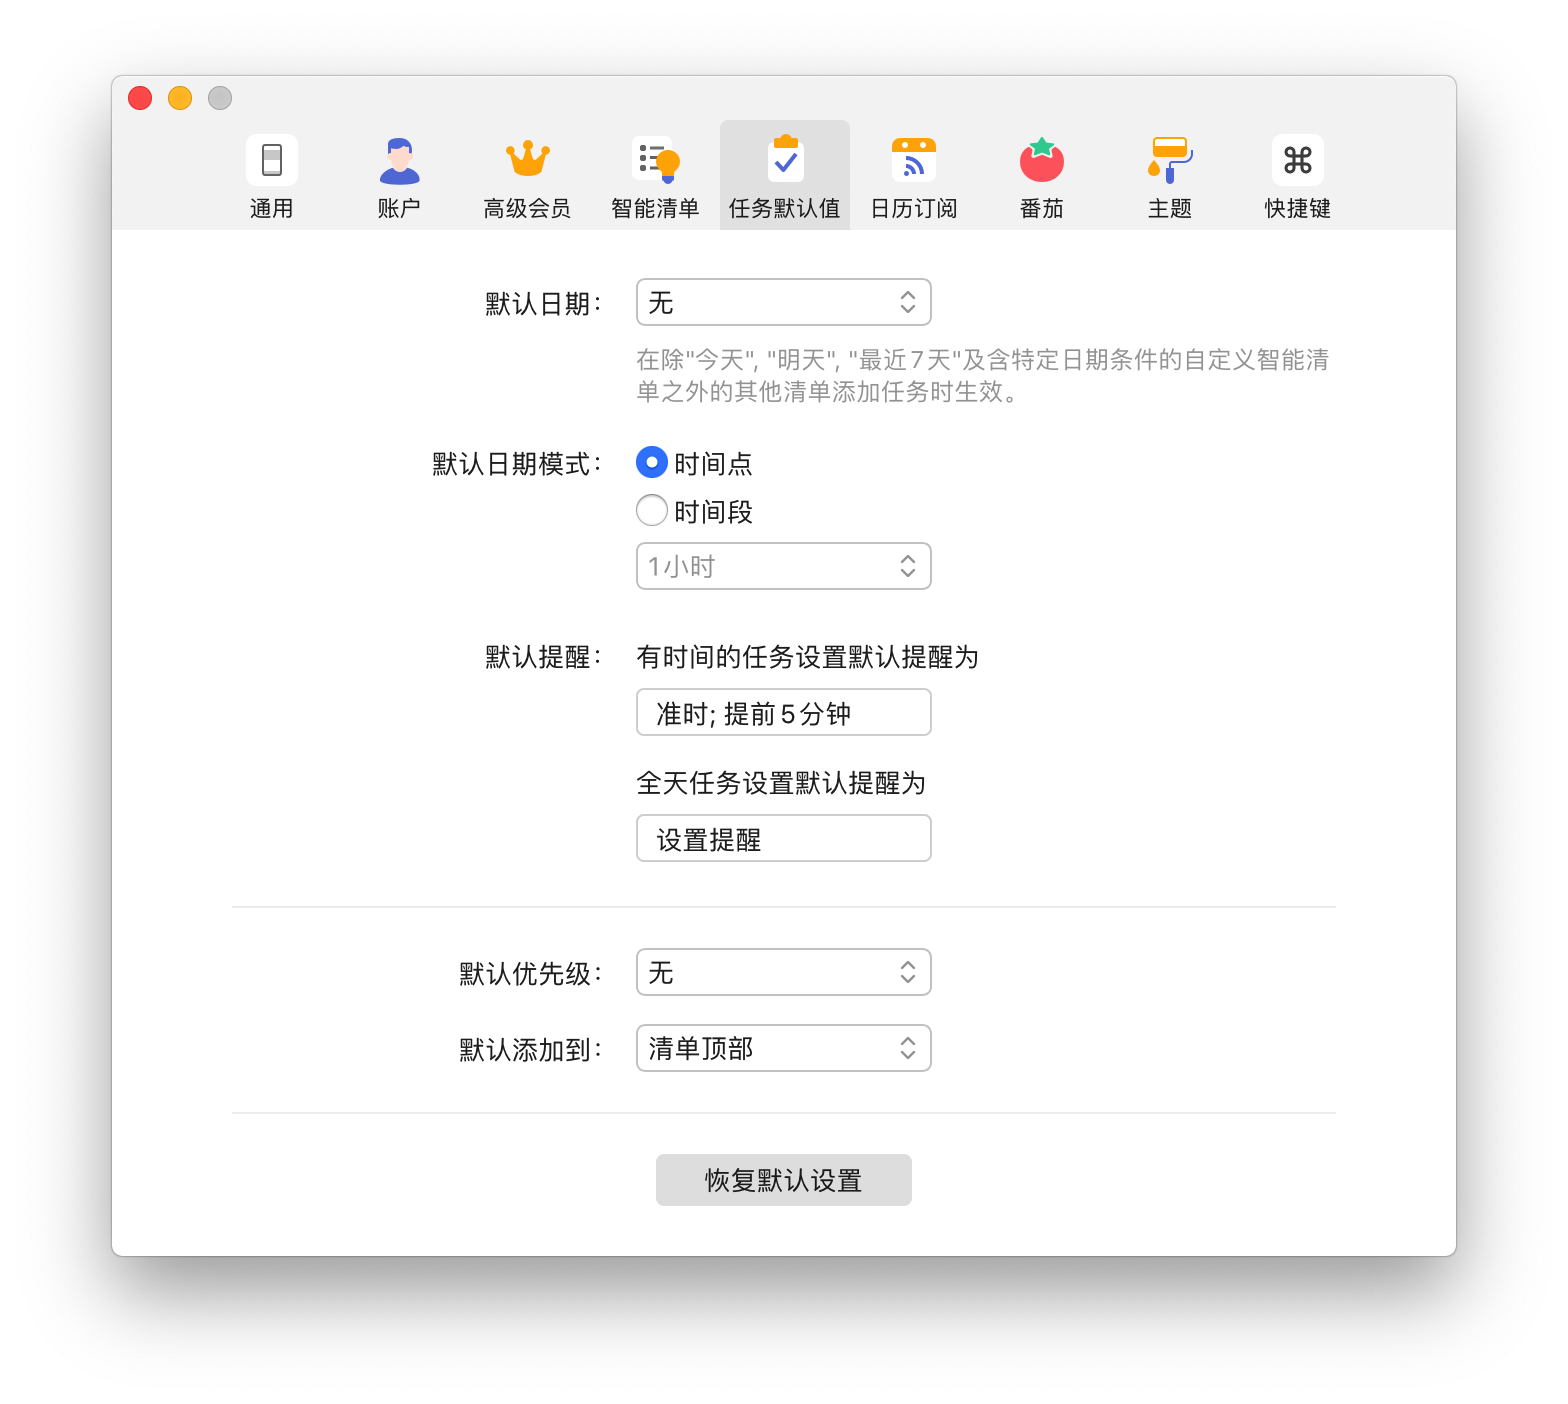 通用
账户
高级会员
智能清单
任务默认值
日历订阅
番茄
主题
快捷键
默认日期：
无
在除"今天", "明天", "最近7天"及含特定日期条件的自定义智能清
单之外的其他清单添加任务时生效。
默认日期模式：
时间点
时间段
1小时
默认提醒：
有时间的任务设置默认提醒为
准时; 提前5分钟
全天任务设置默认提醒为
设置提醒
默认优先级：
无
默认添加到：
清单顶部
恢复默认设置